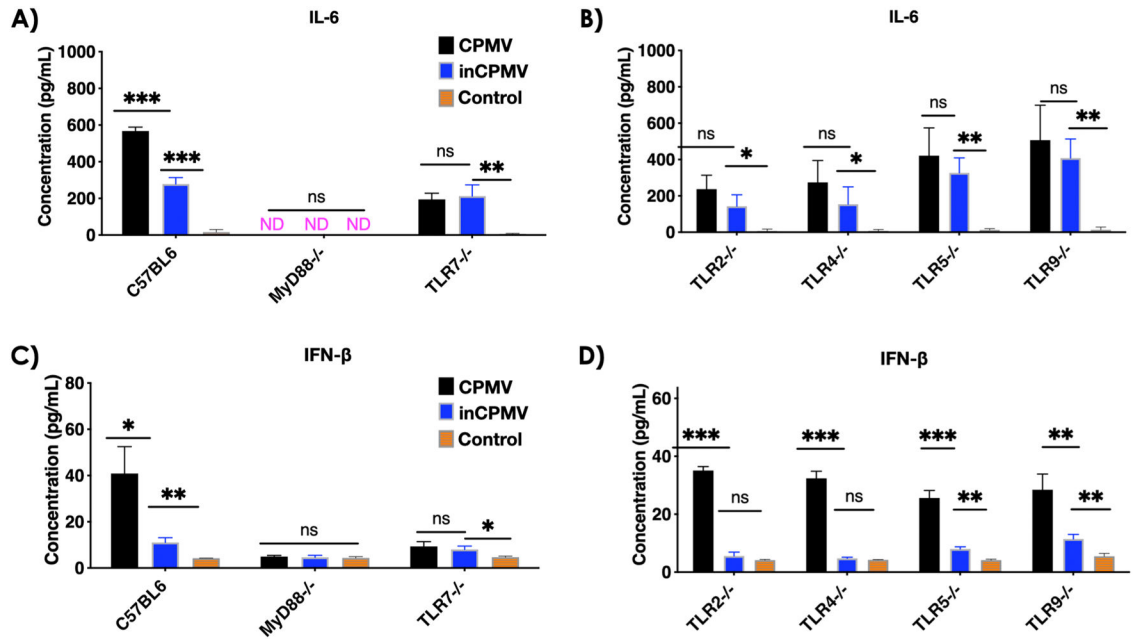 A)
IL-6
Concentration (pg/mL)
1000
800
600
400
200
0
CPMV
inCPMV
Control
***
***
ns
ND ND ND
ns
**
C57BL6
MyD88-/-
TLR7-/-
B)
IL-6
Concentration (pg/mL)
1000
800
600
400
200
0
ns
*
ns
*
ns
**
ns
**
TLR2-/-
TLR4-/-
TLR5-/-
TLR9-/-
C)
IFN-β
Concentration (pg/mL)
80
60
40
20
0
CPMV
inCPMV
Control
*
**
ns
ns
*
C57BL6
MyD88-/-
TLR7-/-
D)
IFN-β
Concentration (pg/mL)
60
40
20
0
***
ns
***
ns
***
**
**
**
TLR2-/-
TLR4-/-
TLR5-/-
TLR9-/-